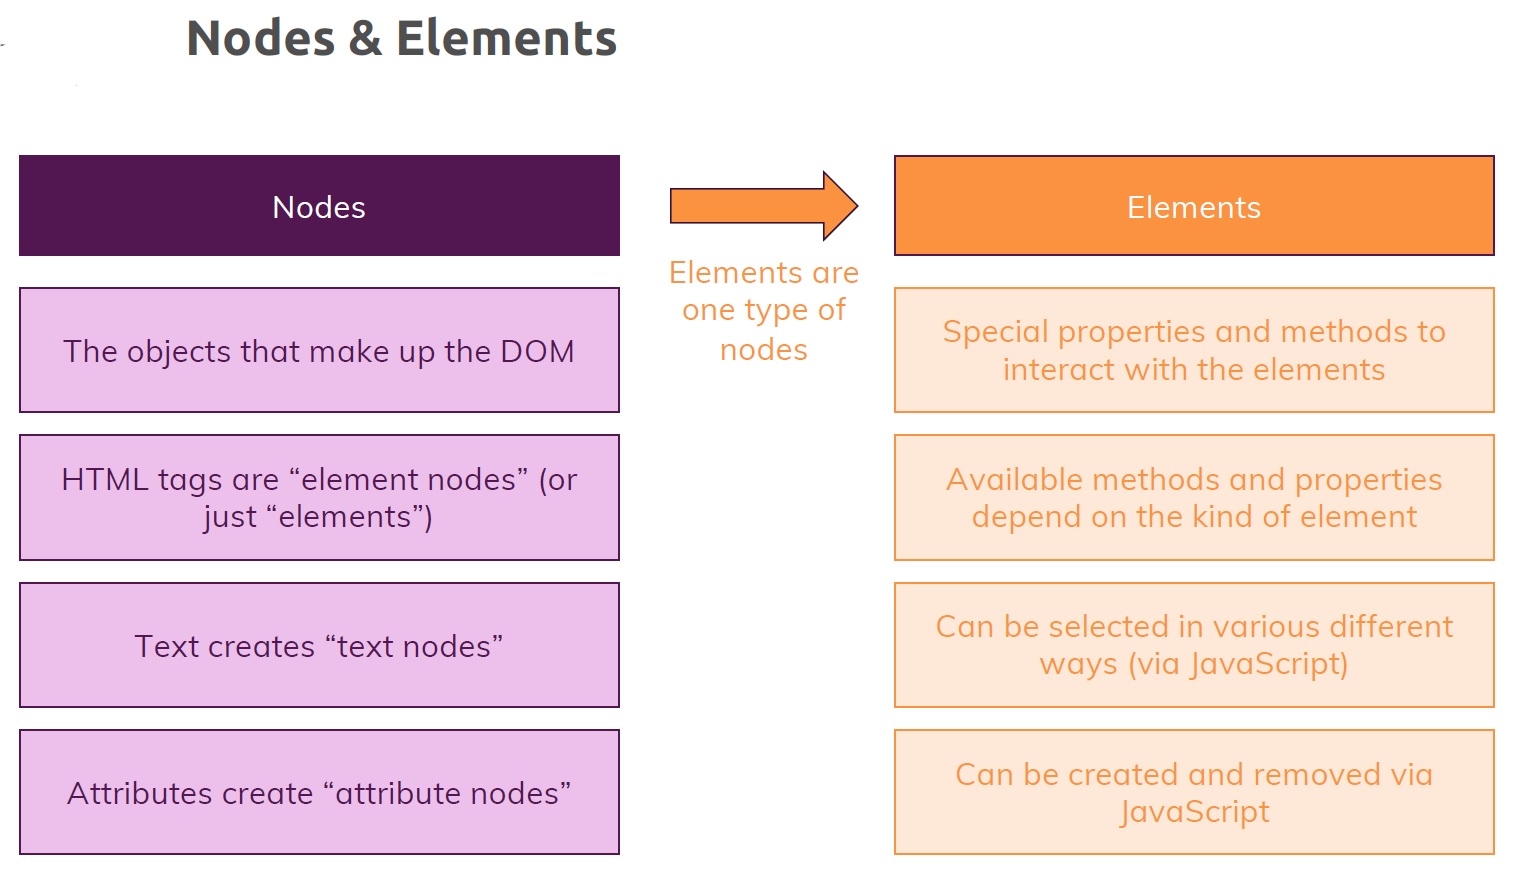 Nodes & Elements
Nodes
The objects that make up the DOM
HTML tags are “element nodes” (or
just “elements”)
Text creates “text nodes”
Attributes create “attribute nodes”
Elements are
one type of
nodes
Elements
Special properties and methods to
interact with the elements
Available methods and properties
depend on the kind of element
Can be selected in various different
ways (via JavaScript)
Can be created and removed via
JavaScript